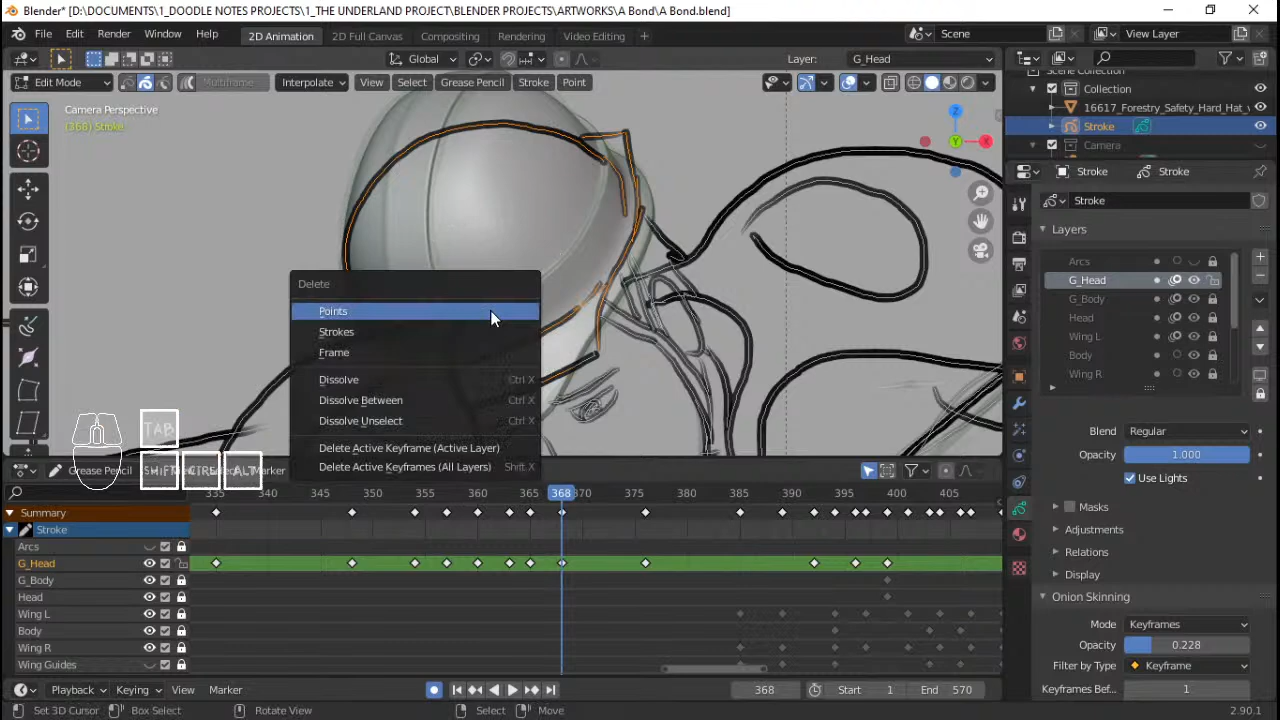 Blender* [D:\DOCUMENTS\1_DOODLE NOTES PROJECTS\1_THE UNDERLAND PROJECT\BLENDER PROJECTS\ARTWORKS\A Bond\A Bond.blend]
File Edit Render Window Help 2D Animation 2D Full Canvas Compositing Rendering Video Editing + Scene View Layer
Global Layer: G_Head
Edit Mode Multiframe Interpolate View Select Grease Pencil Stroke Point
Camera Perspective
(368) Stroke
Z
Y
X
Scene Collection
Collection
16617_Forestry_Safety_Hard_Hat_
Stroke
Camera
Stroke Stroke
Stroke
Layers
Arcs
G_Head
G_Body
Head
Wing L
Body
Wing R
Blend Regular
Opacity 1.000
Use Lights
Masks
Adjustments
Relations
Display
Onion Skinning
Mode Keyframes
Opacity 0.228
Filter by Type Keyframe
Keyframes Bef... 1
Delete
Points
Strokes
Frame
Dissolve Ctrl X
Dissolve Between Ctrl X
Dissolve Unselect Ctrl X
Delete Active Keyframe (Active Layer)
Delete Active Keyframes (All Layers) Shift X
TAB
SHIFT CTRL ALT
Grease Pencil View Select Marker
335 340 345 350 355 360 365 368 370 375 380 385 390 395 400 405
Summary
Stroke
Arcs
G_Head
G_Body
Head
Wing L
Body
Wing R
Wing Guides
Playback Keying View Marker 368 Start 1 End 570
Set 3D Cursor Box Select Rotate View Select Move 2.90.1